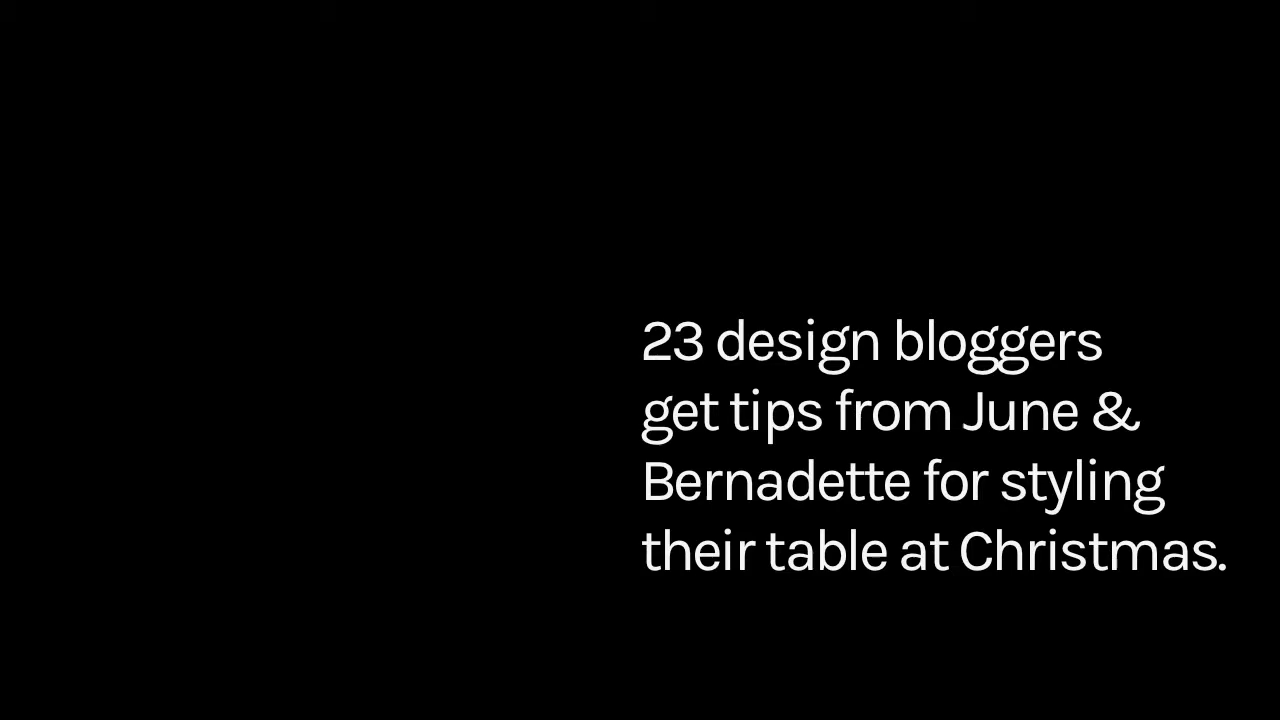 23 design bloggers
get tips from June &
Bernadette for styling
their table at Christmas.